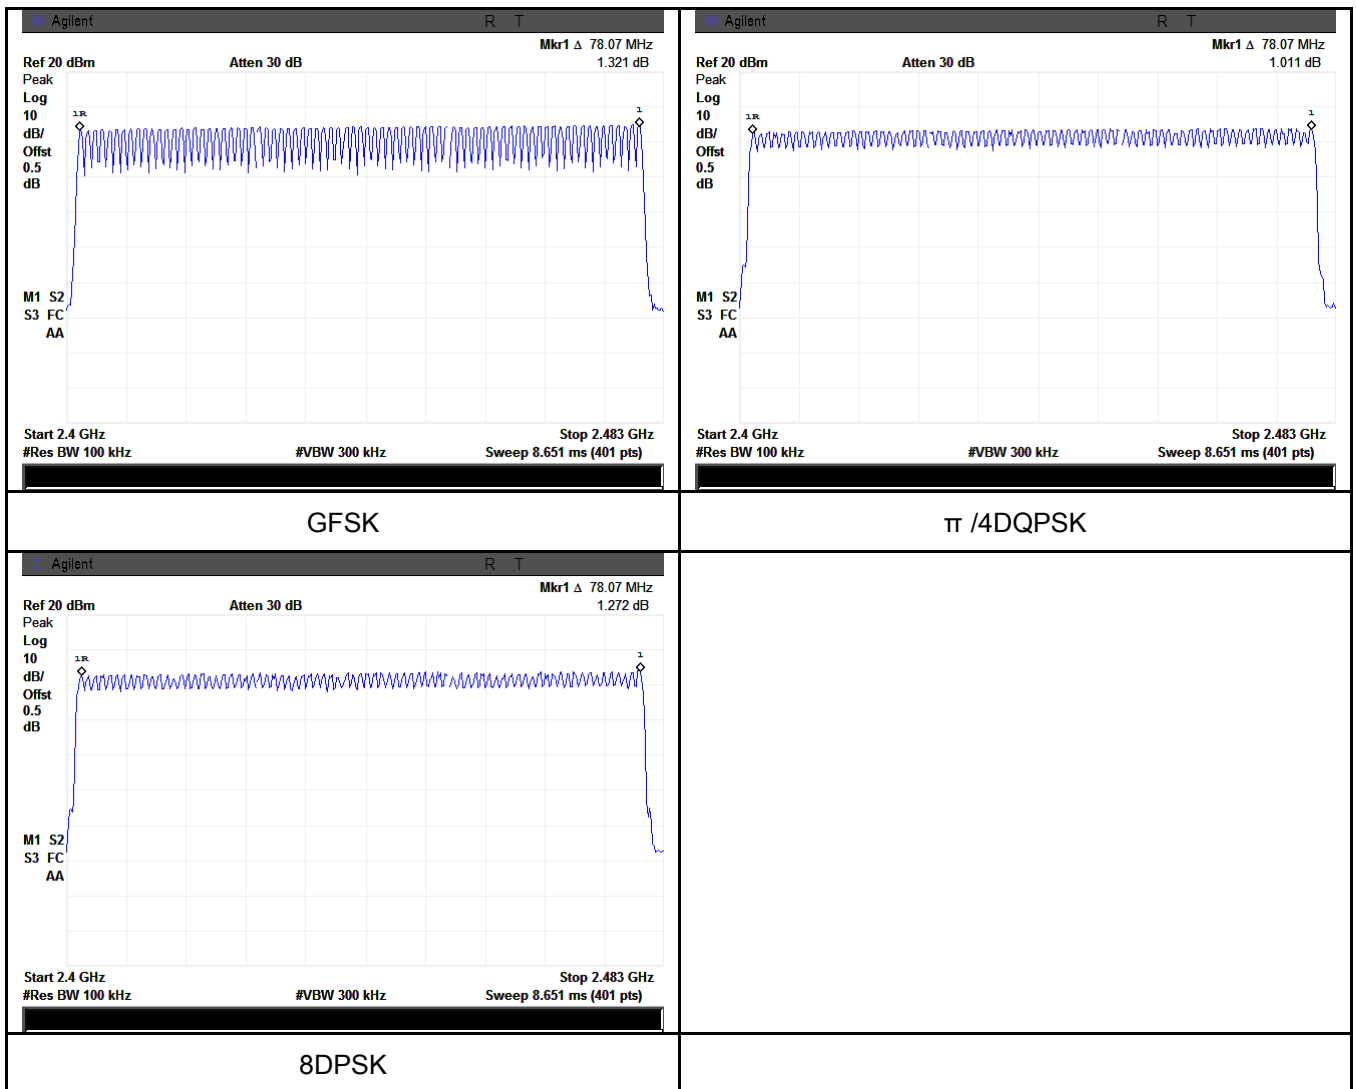 Agilent R T
Mkr1 Δ 78.07 MHz
Ref 20 dBm Atten 30 dB 1.321 dB
Peak
Log
10
dB/
Offst
0.5
dB
1R
1
M1 S2
S3 FC
AA
Start 2.4 GHz Stop 2.483 GHz
#Res BW 100 kHz #VBW 300 kHz Sweep 8.651 ms (401 pts)
GFSK
Agilent R T
Mkr1 Δ 78.07 MHz
Ref 20 dBm Atten 30 dB 1.011 dB
Peak
Log
10
dB/
Offst
0.5
dB
1R
1
M1 S2
S3 FC
AA
Start 2.4 GHz Stop 2.483 GHz
#Res BW 100 kHz #VBW 300 kHz Sweep 8.651 ms (401 pts)
π /4DQPSK
Agilent R T
Mkr1 Δ 78.07 MHz
Ref 20 dBm Atten 30 dB 1.272 dB
Peak
Log
10
dB/
Offst
0.5
dB
1R
1
M1 S2
S3 FC
AA
Start 2.4 GHz Stop 2.483 GHz
#Res BW 100 kHz #VBW 300 kHz Sweep 8.651 ms (401 pts)
8DPSK